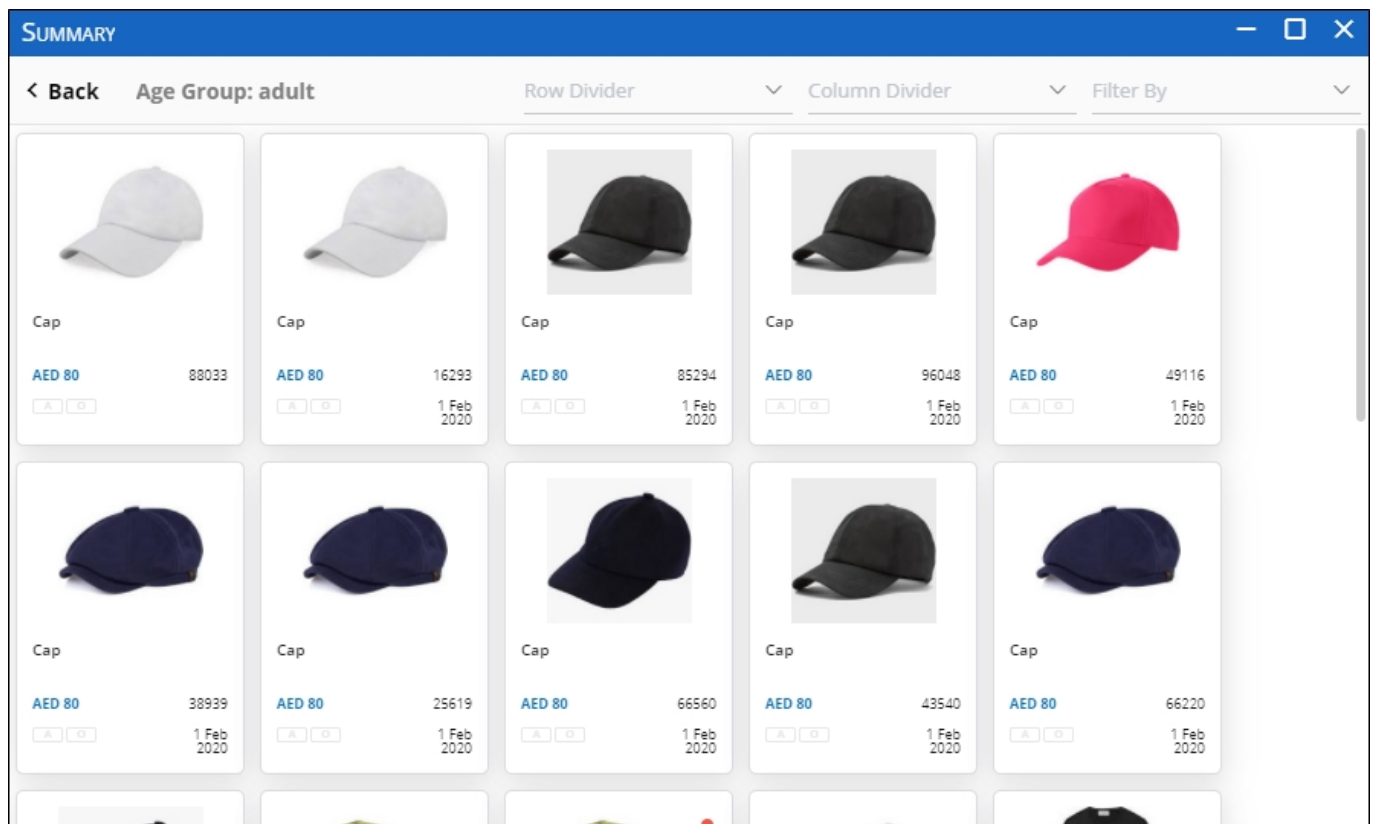 Summary
Back Age Group: adult Row Divider Column Divider Filter By
Cap Cap Cap Cap Cap
AED 80 88033 AED 80 16293 AED 80 85294 AED 80 96048 AED 80 49116
A O A O 1 Feb A O 1 Feb A O 1 Feb A O 1 Feb
2020 2020 2020 2020
Cap Cap Cap Cap Cap
AED 80 38939 AED 80 25619 AED 80 66560 AED 80 43540 AED 80 66220
A O 1 Feb A O 1 Feb A O 1 Feb A O 1 Feb A O 1 Feb
2020 2020 2020 2020 2020